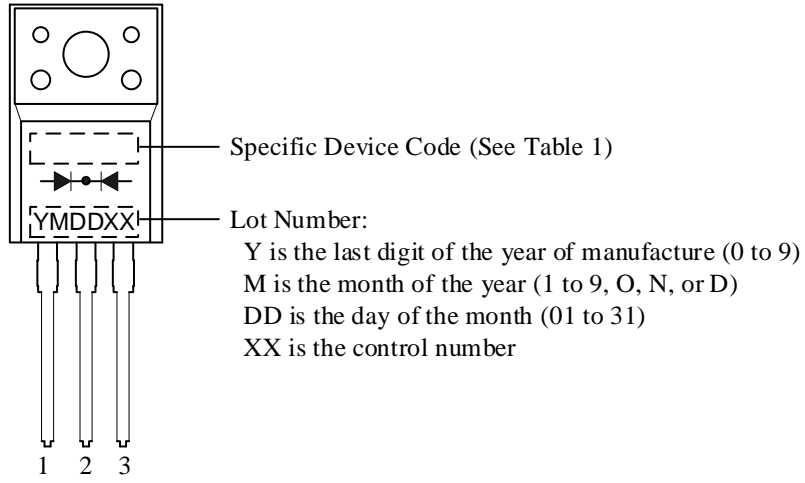 Specific Device Code (See Table 1)
YMDDXX
Lot Number:
Y is the last digit of the year of manufacture (0 to 9)
M is the month of the year (1 to 9, O, N, or D)
DD is the day of the month (01 to 31)
XX is the control number
1 2 3